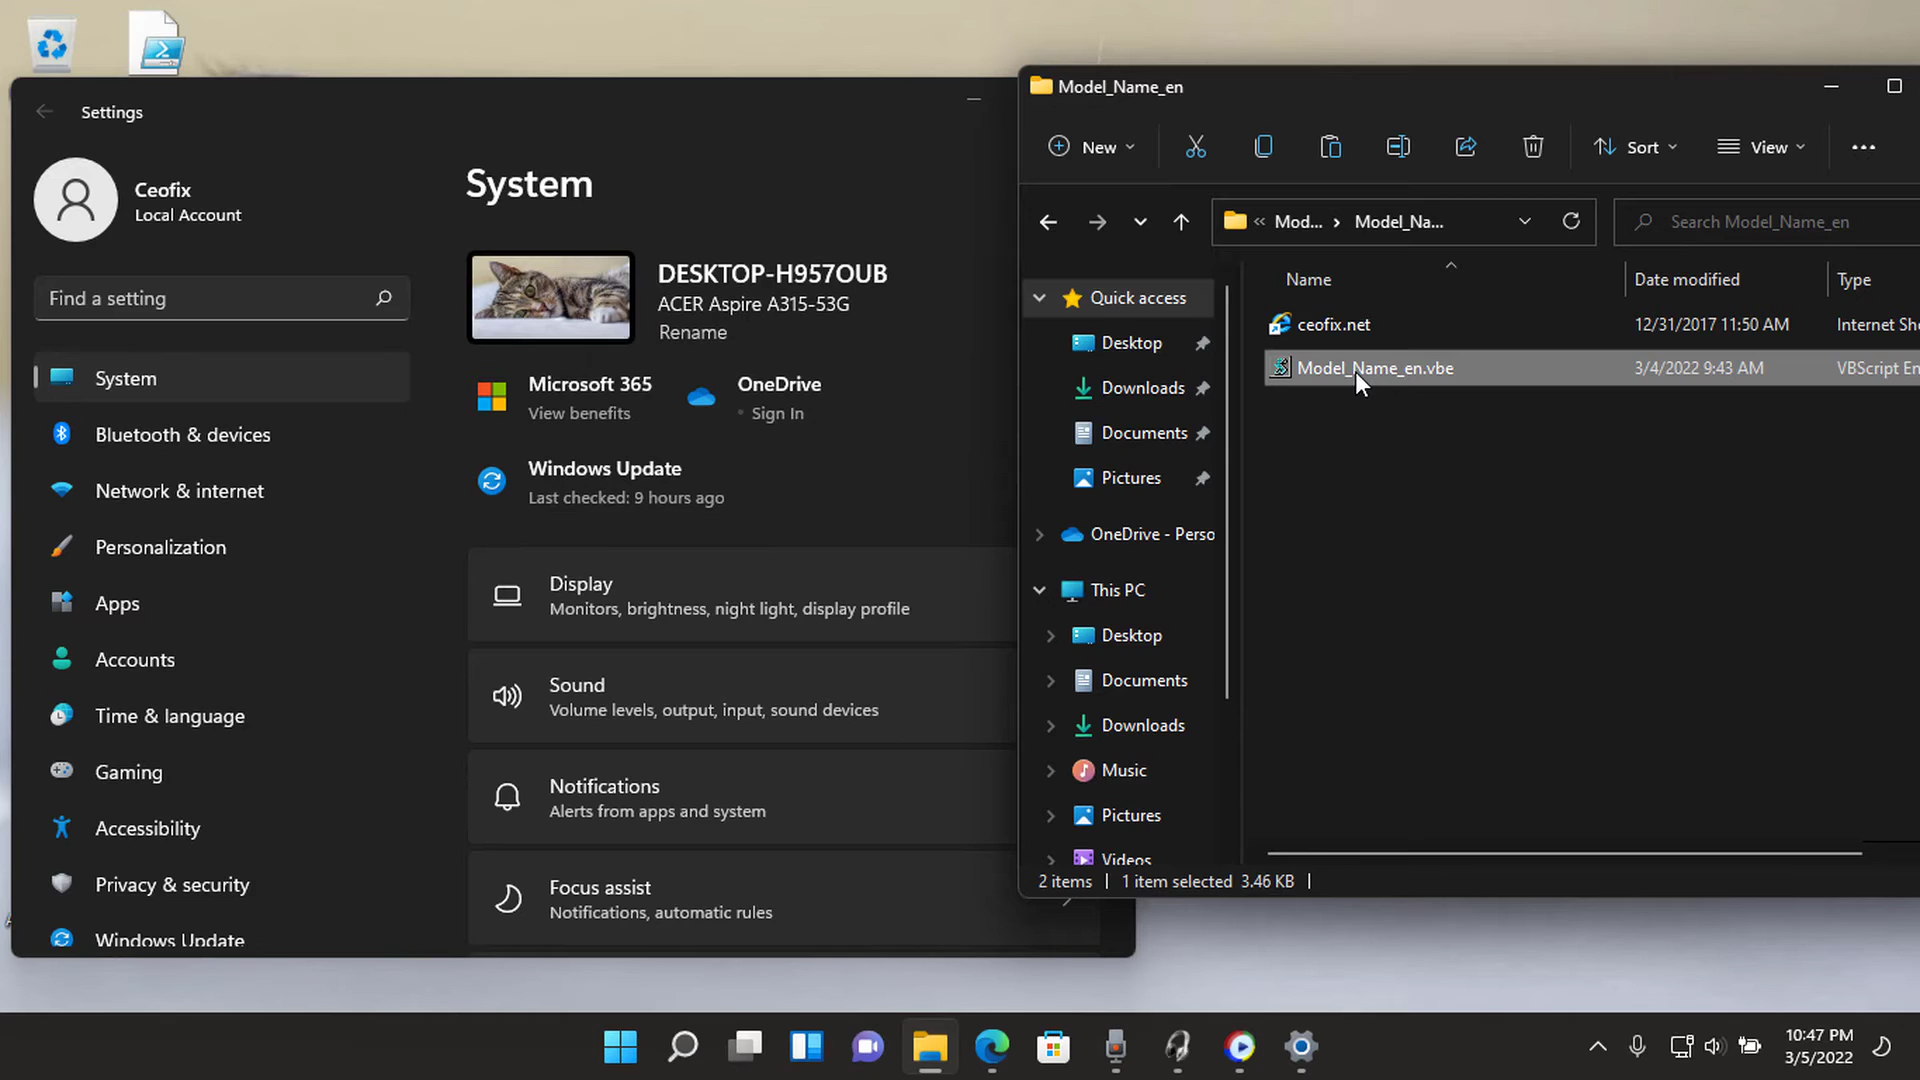 Settings
Ceofix
Local Account
Find a setting
System
Bluetooth & devices
Network & internet
Personalization
Apps
Accounts
Time & language
Gaming
Accessibility
Privacy & security
Windows Update
System
DESKTOP-H957OUB
ACER Aspire A315-53G
Rename
Microsoft 365
View benefits
OneDrive
• Sign In
Windows Update
Last checked: 9 hours ago
Display
Monitors, brightness, night light, display profile
Sound
Volume levels, output, input, sound devices
Notifications
Alerts from apps and system
Focus assist
Notifications, automatic rules
Model_Name_en
New
Sort
View
« Mod... › Model_Na...
Search Model_Name_en
Name Date modified Type
ceofix.net 12/31/2017 11:50 AM Internet Sho
Model_Name_en.vbe 3/4/2022 9:43 AM VBScript En
Quick access
Desktop
Downloads
Documents
Pictures
OneDrive - Perso
This PC
Desktop
Documents
Downloads
Music
Pictures
Videos
2 items | 1 item selected 3.46 KB |
10:47 PM
3/5/2022